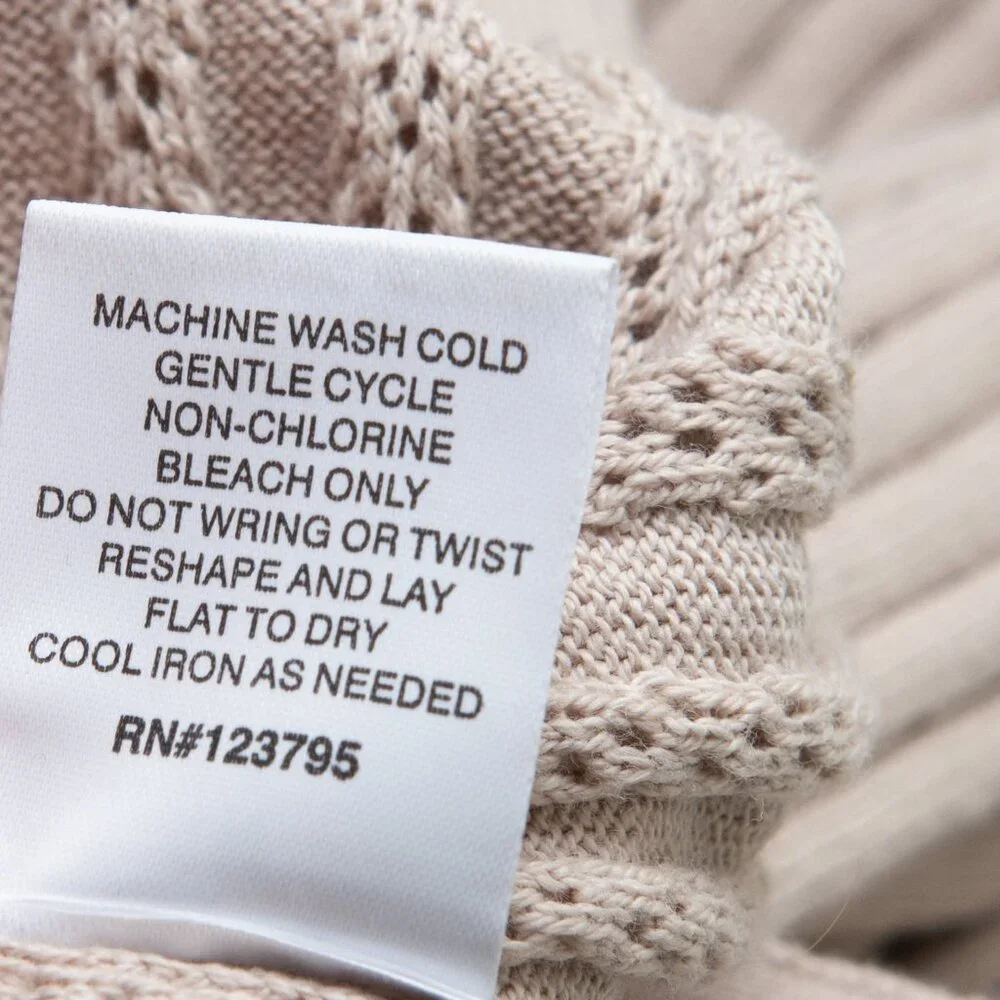 MACHINE WASH COLD
GENTLE CYCLE
NON-CHLORINE
BLEACH ONLY
DO NOT WRING OR TWIST
RESHAPE AND LAY
FLAT TO DRY
COOL IRON AS NEEDED
RN#123795